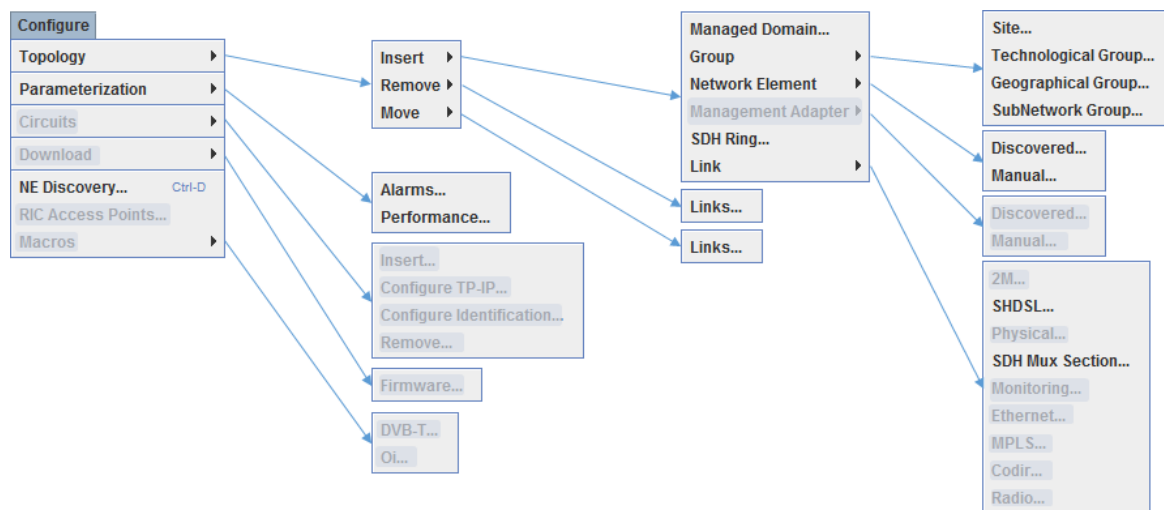 Configure
Topology
Parameterization
Circuits
Download
NE Discovery... Ctrl-D
RIC Access Points...
Macros
Insert
Remove
Move
Alarms...
Performance...
Insert...
Configure TP-IP...
Configure Identification...
Remove...
Firmware...
DVB-T...
Oi...
Managed Domain...
Group
Network Element
Management Adapter
SDH Ring...
Link
Links...
Links...
Site...
Technological Group...
Geographical Group...
SubNetwork Group...
Discovered...
Manual...
Discovered...
Manual...
2M...
SHDSL...
Physical...
SDH Mux Section...
Monitoring...
Ethernet...
MPLS...
Codir...
Radio...